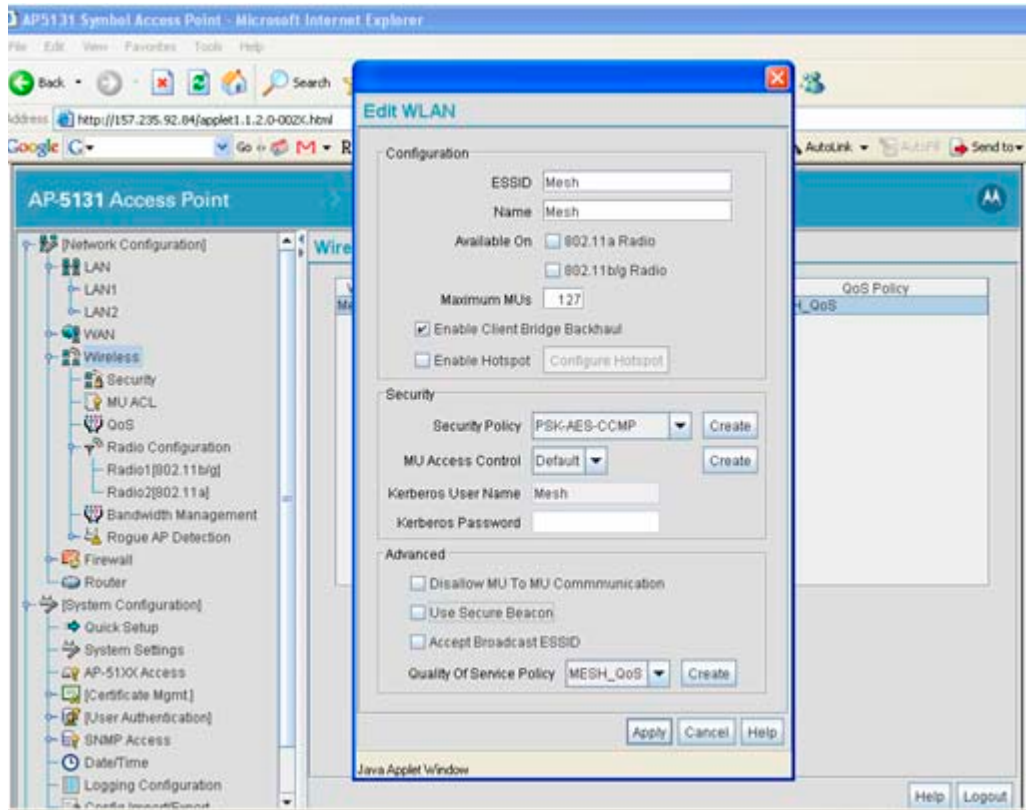 AP5131 Symbol Access Point - Microsoft Internet Explorer
File Edit View Favorites Tools Help
Back Search
Address http://157.235.92.84/applet1.1.2.0-002X.html
Google G Go M R AutoLink AutoFill Send to
AP-5131 Access Point
[Network Configuration]
LAN
LAN1
LAN2
WAN
Wireless
Security
MU ACL
QoS
Radio Configuration
Radio1[802.11b/g]
Radio2[802.11a]
Bandwidth Management
Rogue AP Detection
Firewall
Router
[System Configuration]
Quick Setup
System Settings
AP-51XX Access
[Certificate Mgmt.]
[User Authentication]
SNMP Access
Date/Time
Logging Configuration
Config Import/Export
Wire
QoS Policy
H_QoS
Edit WLAN
Configuration
ESSID Mesh
Name Mesh
Available On 802.11a Radio
802.11b/g Radio
Maximum MUs 127
Enable Client Bridge Backhaul
Enable Hotspot Configure Hotspot
Security
Security Policy PSK-AES-CCMP Create
MU Access Control Default Create
Kerberos User Name Mesh
Kerberos Password
Advanced
Disallow MU To MU Commmunication
Use Secure Beacon
Accept Broadcast ESSID
Quality Of Service Policy MESH_QoS Create
Apply Cancel Help
Java Applet Window
Help Logout